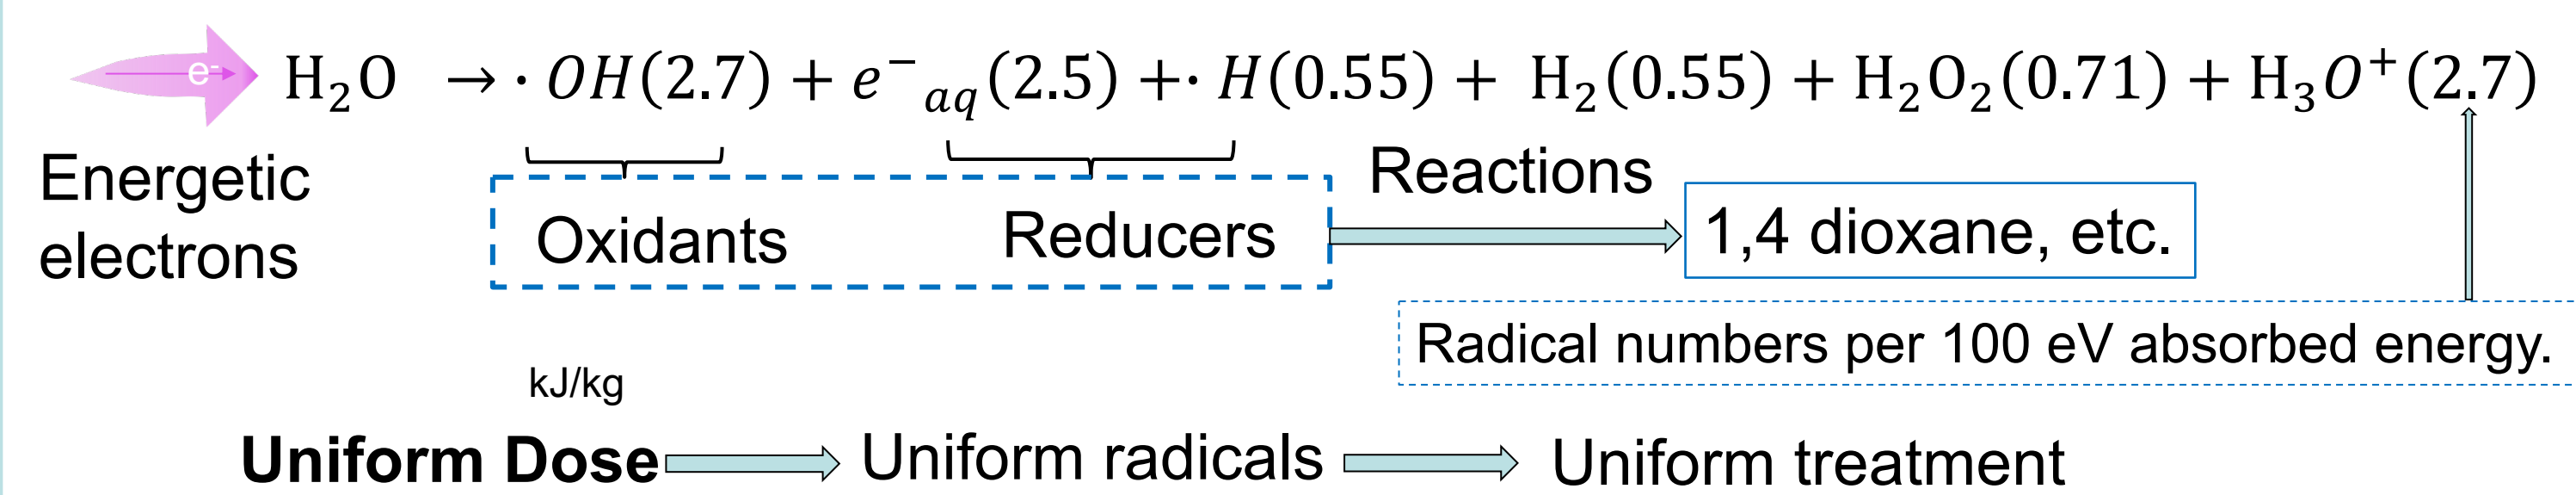 e⁻ H₂O → · OH(2.7) + e⁻ₐq(2.5) +· H(0.55) + H₂(0.55) + H₂O₂(0.71) + H₃O⁺(2.7)
Energetic
electrons
Oxidants
Reducers
Reactions
1,4 dioxane, etc.
Radical numbers per 100 eV absorbed energy.
kJ/kg
Uniform Dose Uniform radicals Uniform treatment